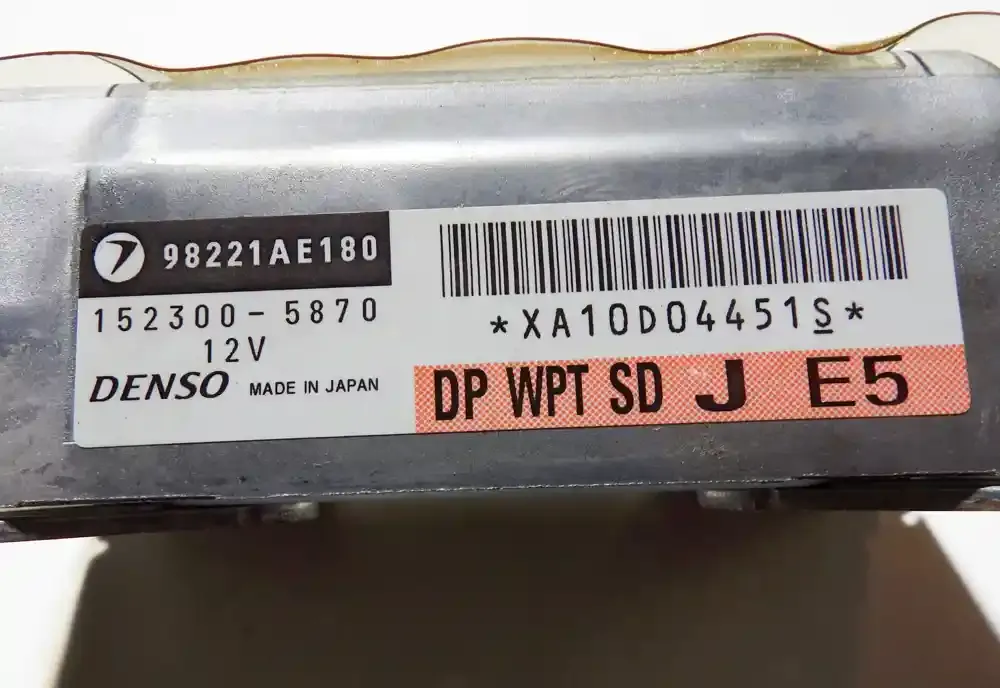 98221AE180
152300-5870
12V
DENSO MADE IN JAPAN
*XA10D04451S*
DP WPT SD J E5